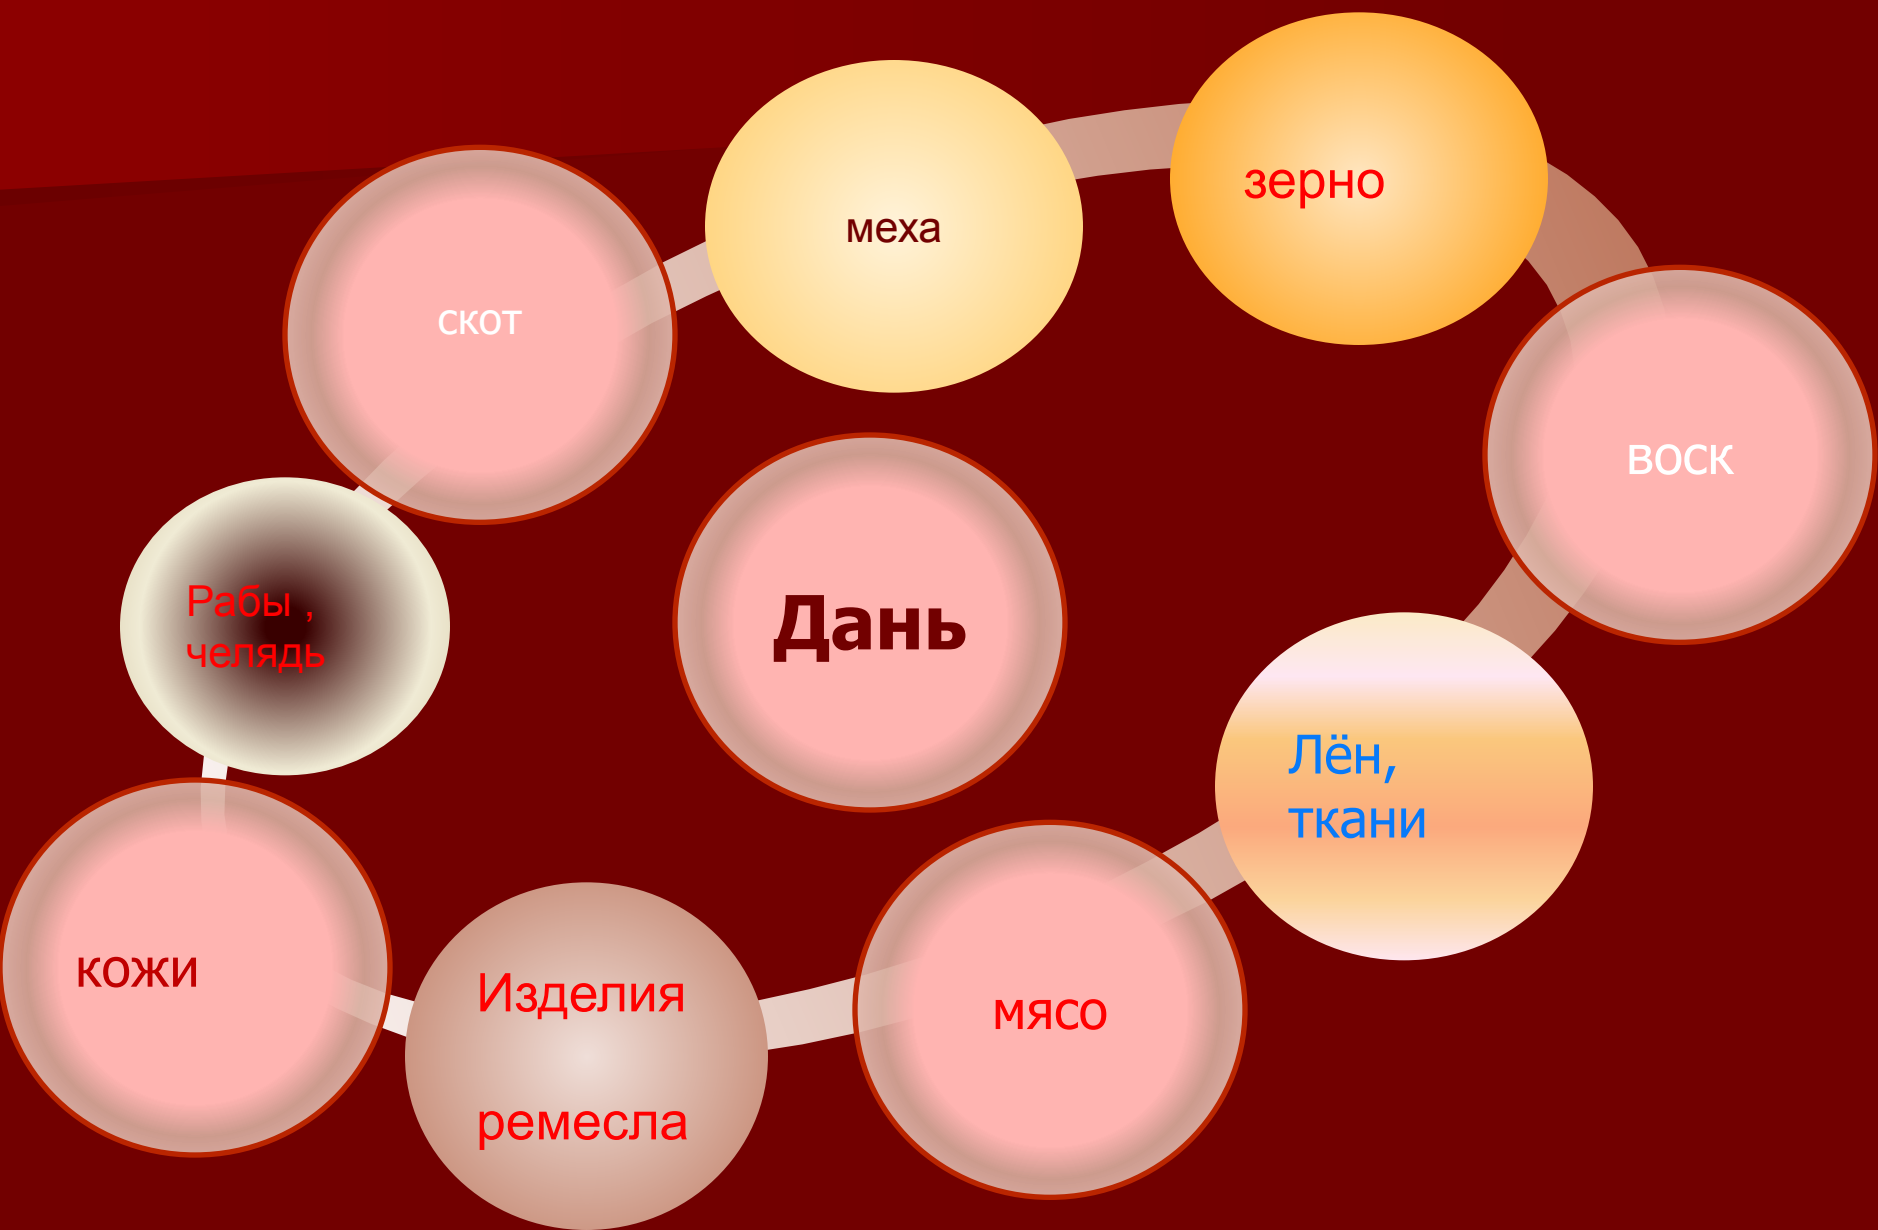 меха
зерно
скот
воск
Рабы ,
челядь
Дань
Лён,
ткани
кожи
Изделия
ремесла
мясо